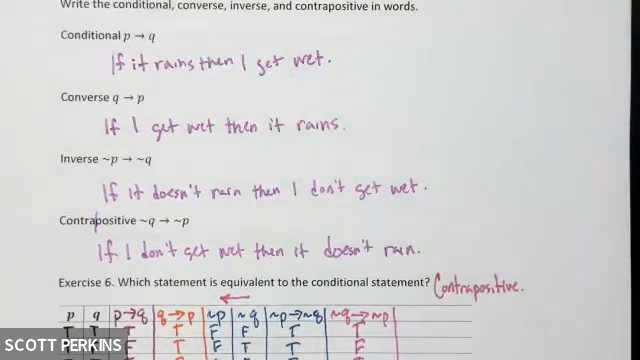 Write the conditional, converse, inverse, and contrapositive in words.
Conditional p → q
If it rains then I get wet.
Converse q → p
If I get wet then it rains.
Inverse ~p → ~q
If it doesn't rain then I don't get wet.
Contrapositive ~q → ~p
If I don't get wet then it doesn't rain.
Exercise 6. Which statement is equivalent to the conditional statement? Contrapositive.
p q p→q q→p ~p ~q ~p→~q ~q→~p
T T T T F F T T
F T F
SCOTT PERKINS